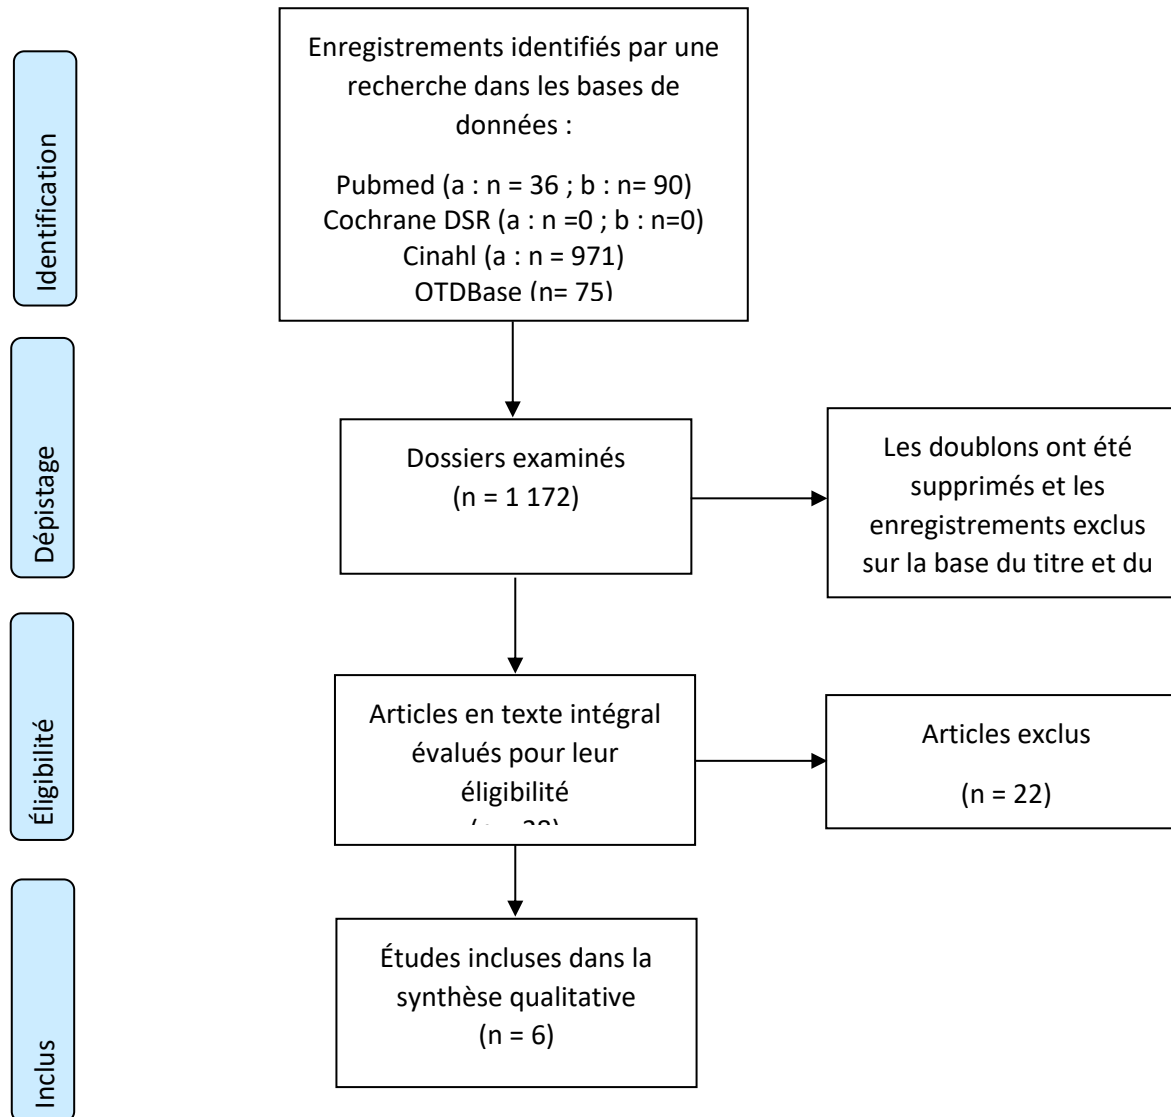 Identification
Enregistrements identifiés par une
recherche dans les bases de
données :
Pubmed (a : n = 36 ; b : n= 90)
Cochrane DSR (a : n =0 ; b : n=0)
Cinahl (a : n = 971)
OTDBase (n= 75)
Dépistage
Dossiers examinés
(n = 1 172)
Les doublons ont été
supprimés et les
enregistrements exclus
sur la base du titre et du
Éligibilité
Articles en texte intégral
évalués pour leur
éligibilité
Articles exclus
(n = 22)
Inclus
Études incluses dans la
synthèse qualitative
(n = 6)